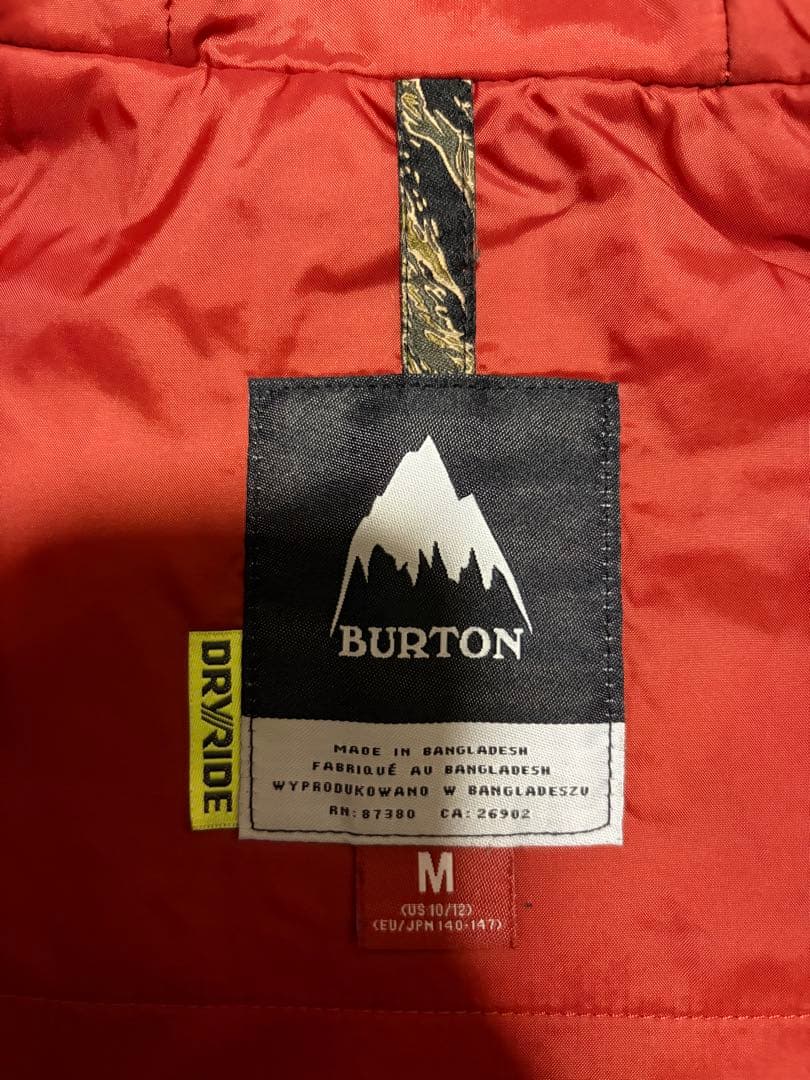 BURTON
DRY//RIDE
MADE IN BANGLADESH
FABRIQUÉ AU BANGLADESH
WYPRODUKOWANO W BANGLADESZU
RN: 87380 CA: 26902
M
(US 10/12)
(EU/JPN 140-147)